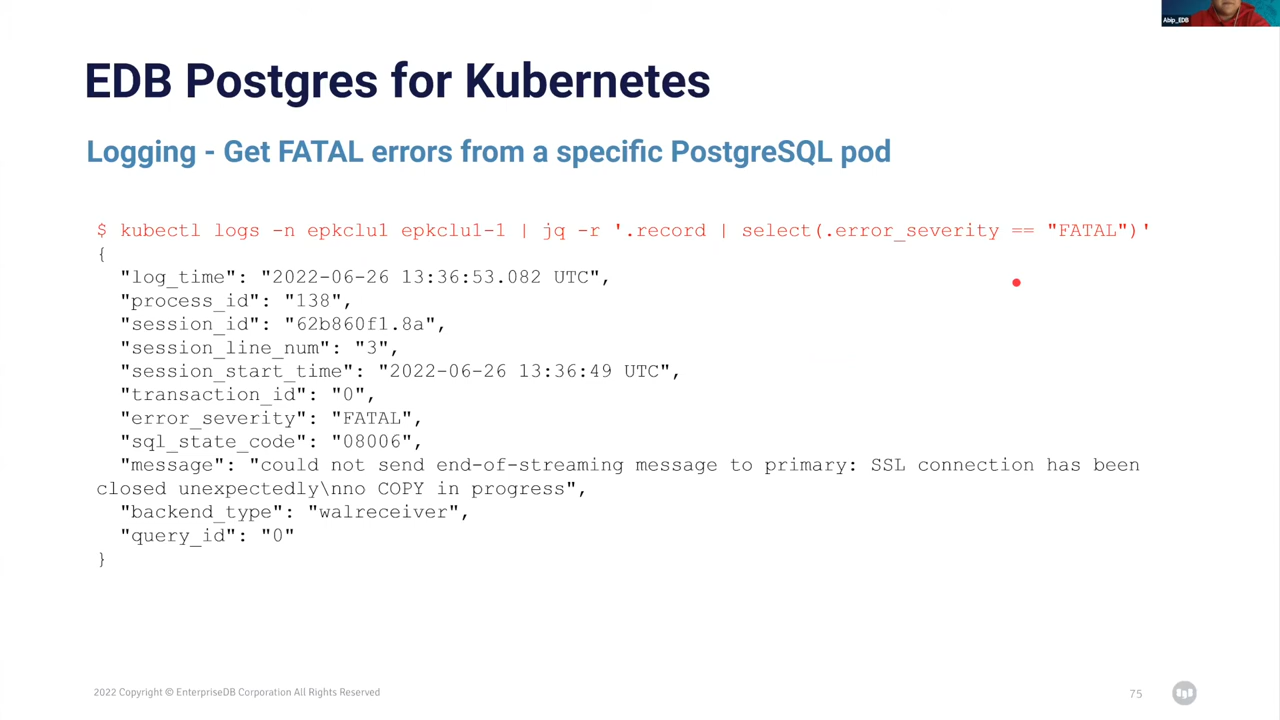 Abip_EDB
EDB Postgres for Kubernetes
Logging - Get FATAL errors from a specific PostgreSQL pod
$ kubectl logs -n epkclu1 epkclu1-1 | jq -r '.record | select(.error_severity == "FATAL")'
{
  "log_time": "2022-06-26 13:36:53.082 UTC",
  "process_id": "138",
  "session_id": "62b860f1.8a",
  "session_line_num": "3",
  "session_start_time": "2022-06-26 13:36:49 UTC",
  "transaction_id": "0",
  "error_severity": "FATAL",
  "sql_state_code": "08006",
  "message": "could not send end-of-streaming message to primary: SSL connection has been
closed unexpectedly\nno COPY in progress",
  "backend_type": "walreceiver",
  "query_id": "0"
}
2022 Copyright © EnterpriseDB Corporation All Rights Reserved
75